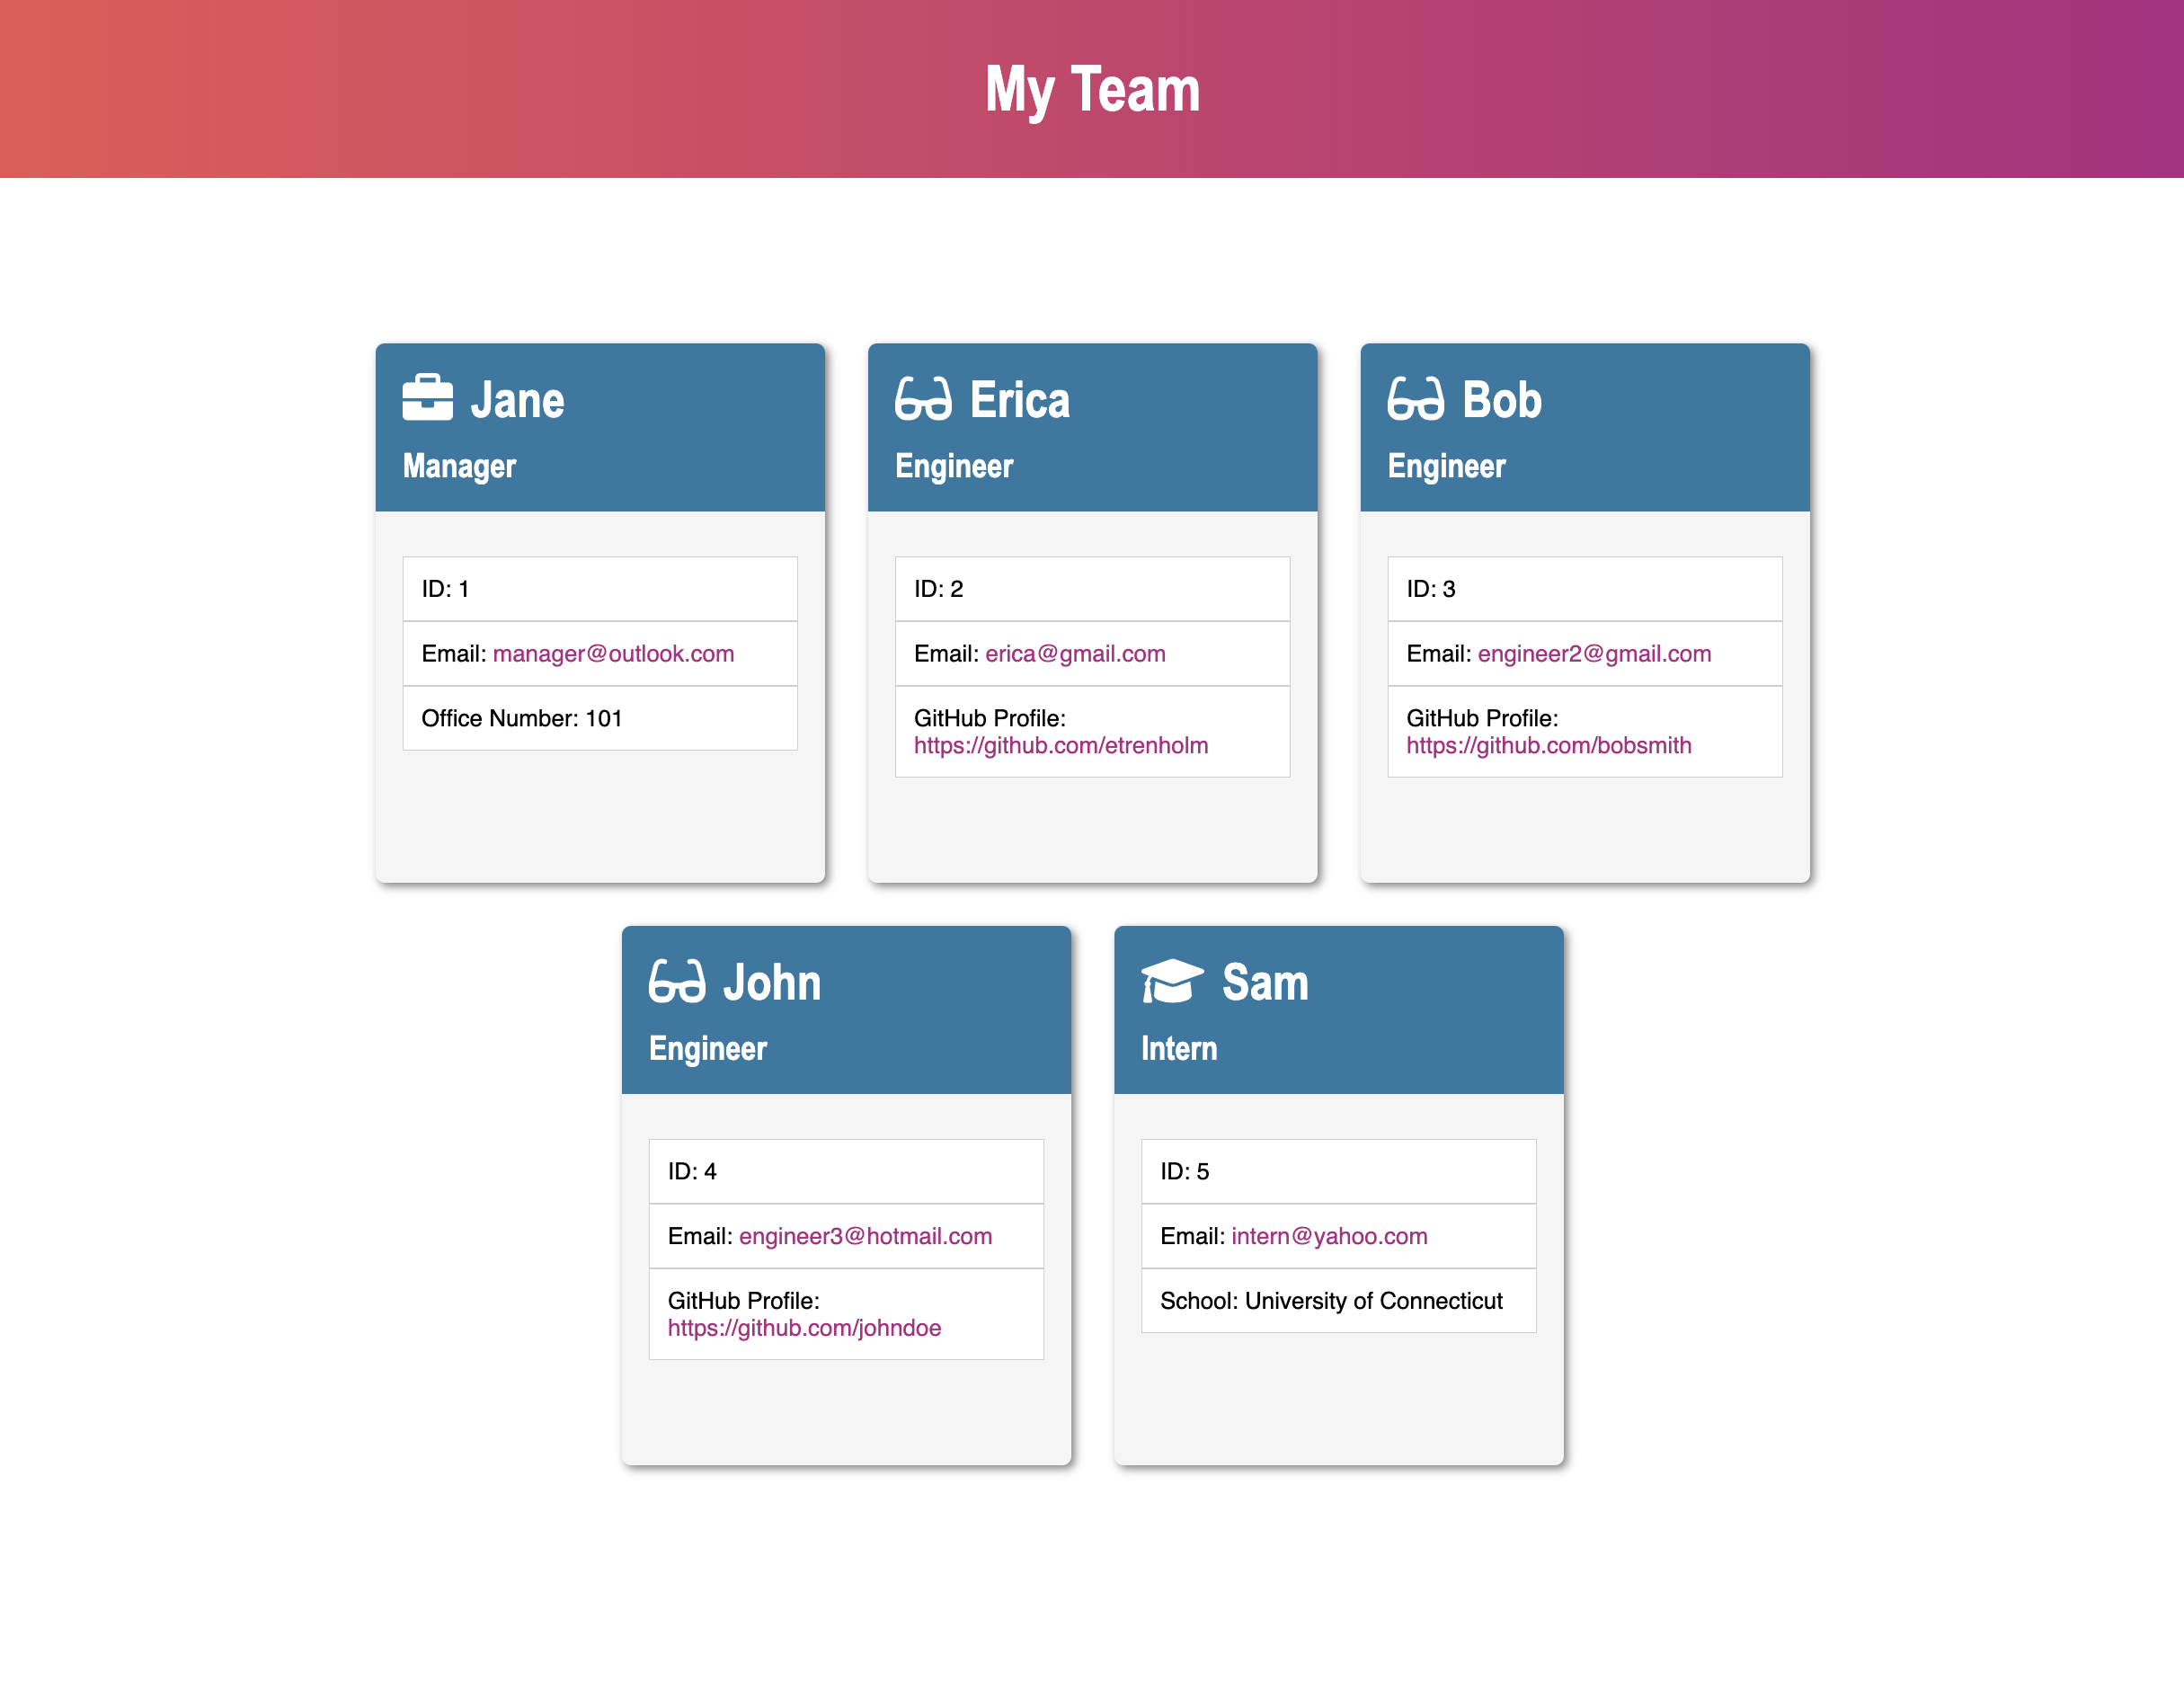 My Team
Jane
Manager
ID: 1
Email: manager@outlook.com
Office Number: 101
Erica
Engineer
ID: 2
Email: erica@gmail.com
GitHub Profile:
https://github.com/etrenholm
Bob
Engineer
ID: 3
Email: engineer2@gmail.com
GitHub Profile:
https://github.com/bobsmith
John
Engineer
ID: 4
Email: engineer3@hotmail.com
GitHub Profile:
https://github.com/johndoe
Sam
Intern
ID: 5
Email: intern@yahoo.com
School: University of Connecticut